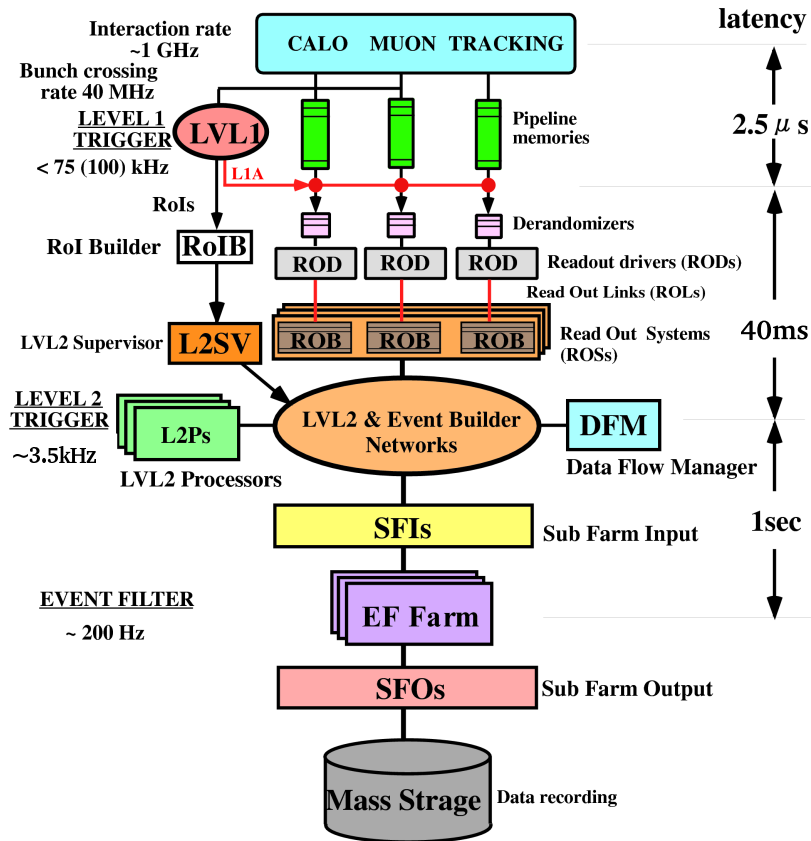 latency
Interaction rate
~1 GHz
CALO MUON TRACKING
Bunch crossing
rate 40 MHz
LEVEL 1
TRIGGER
LVL1
Pipeline
memories
2.5 μ s
< 75 (100) kHz
L1A
RoIs
Derandomizers
RoI Builder
RoIB
ROD ROD ROD
Readout drivers (RODs)
Read Out Links (ROLs)
LVL2 Supervisor
L2SV
ROB ROB ROB
Read Out Systems
(ROSs)
40ms
LEVEL 2
TRIGGER
~3.5kHz
L2Ps
LVL2 Processors
LVL2 & Event Builder
Networks
DFM
Data Flow Manager
SFIs
Sub Farm Input
1sec
EVENT FILTER
~ 200 Hz
EF Farm
SFOs
Sub Farm Output
Mass Strage
Data recording